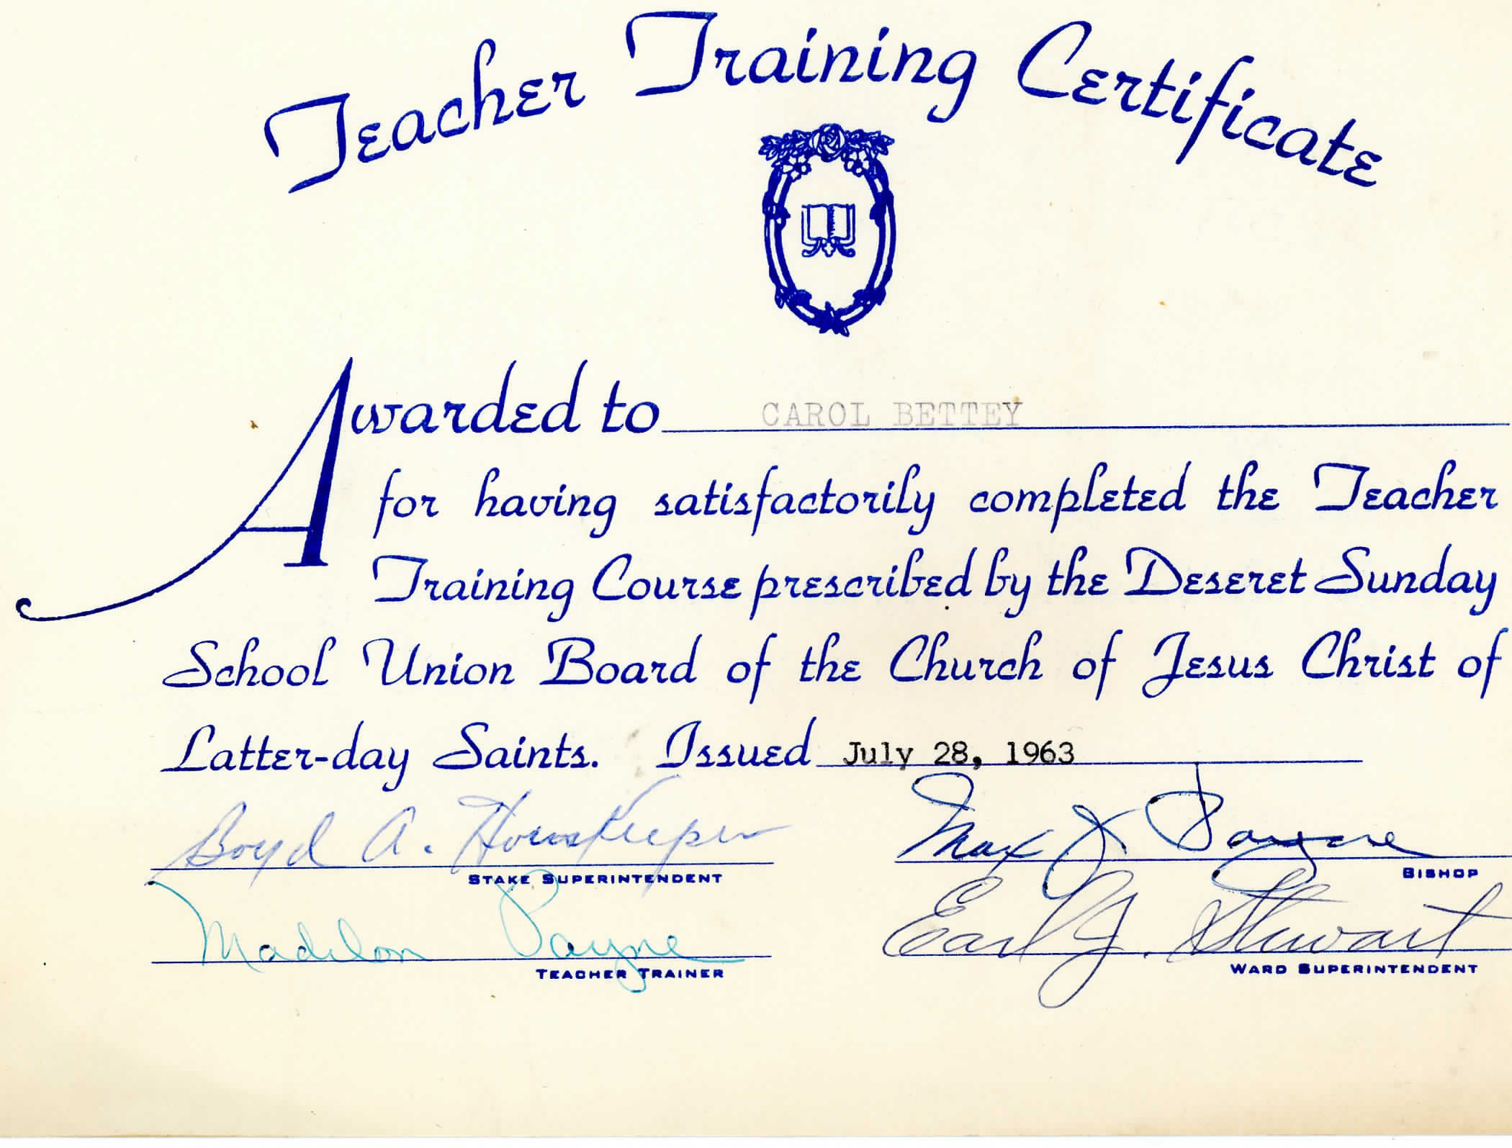 Teacher Training Certificate
Awarded to CAROL BETTEY
for having satisfactorily completed the Teacher
Training Course prescribed by the Deseret Sunday
School Union Board of the Church of Jesus Christ of
Latter-day Saints. Issued July 28, 1963
Boyd A. Housekeeper Max J Payne
STAKE SUPERINTENDENT BISHOP
Madelon Payne Earl J. Stewart
TEACHER TRAINER WARD SUPERINTENDENT